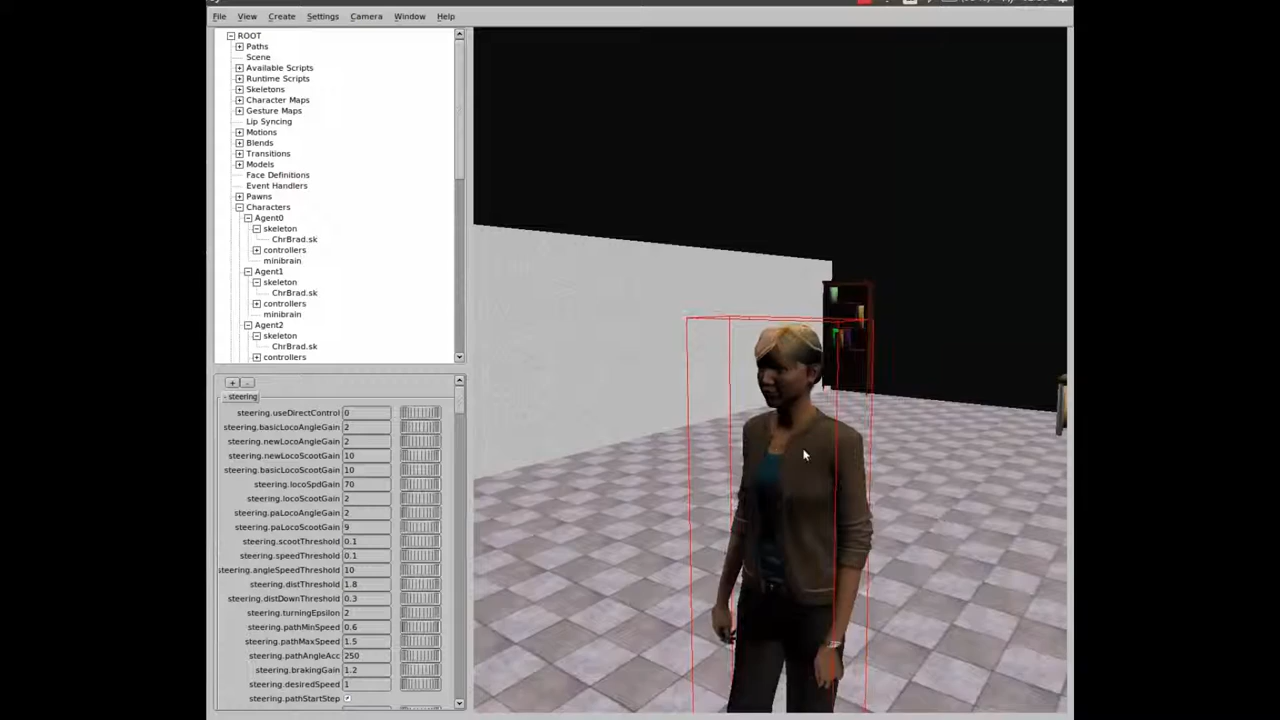 File View Create Settings Camera Window Help
ROOT
Paths
Scene
Available Scripts
Runtime Scripts
Skeletons
Character Maps
Gesture Maps
Lip Syncing
Motions
Blends
Transitions
Models
Face Definitions
Event Handlers
Pawns
Characters
Agent0
skeleton
ChrBrad.sk
controllers
minibrain
Agent1
skeleton
ChrBrad.sk
controllers
minibrain
Agent2
skeleton
ChrBrad.sk
controllers
+ -
- steering
steering.useDirectControl 0
steering.basicLocoAngleGain 2
steering.newLocoAngleGain 2
steering.newLocoScootGain 10
steering.basicLocoScootGain 10
steering.locoSpdGain 70
steering.locoScootGain 2
steering.paLocoAngleGain 2
steering.paLocoScootGain 9
steering.scootThreshold 0.1
steering.speedThreshold 0.1
steering.angleSpeedThreshold 10
steering.distThreshold 1.8
steering.distDownThreshold 0.3
steering.turningEpsilon 2
steering.pathMinSpeed 0.6
steering.pathMaxSpeed 1.5
steering.pathAngleAcc 250
steering.brakingGain 1.2
steering.desiredSpeed 1
steering.pathStartStep